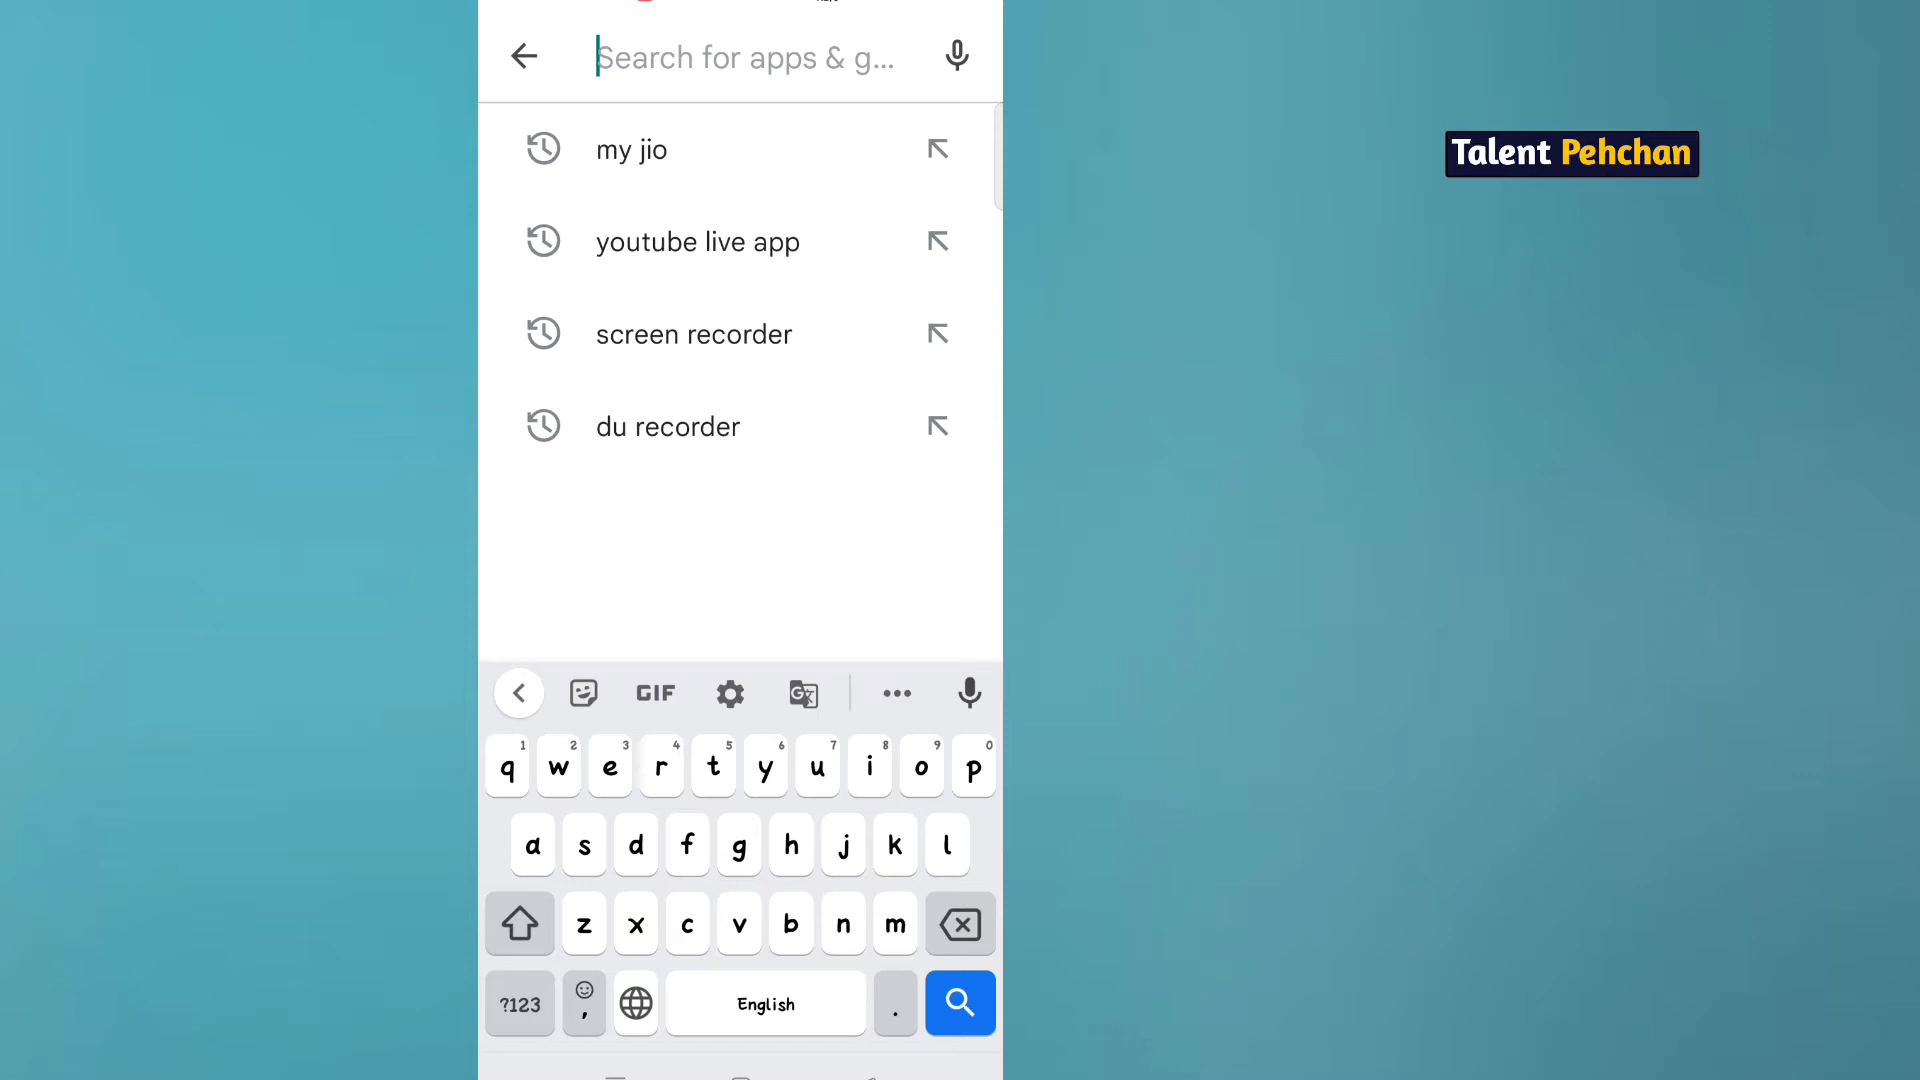 Search for apps & g...
my jio
youtube live app
screen recorder
du recorder
Talent Pehchan
GIF
G
1 2 3 4 5 6 7 8 9 0
q w e r t y u i o p
a s d f g h j k l
z x c v b n m
?123 , English .